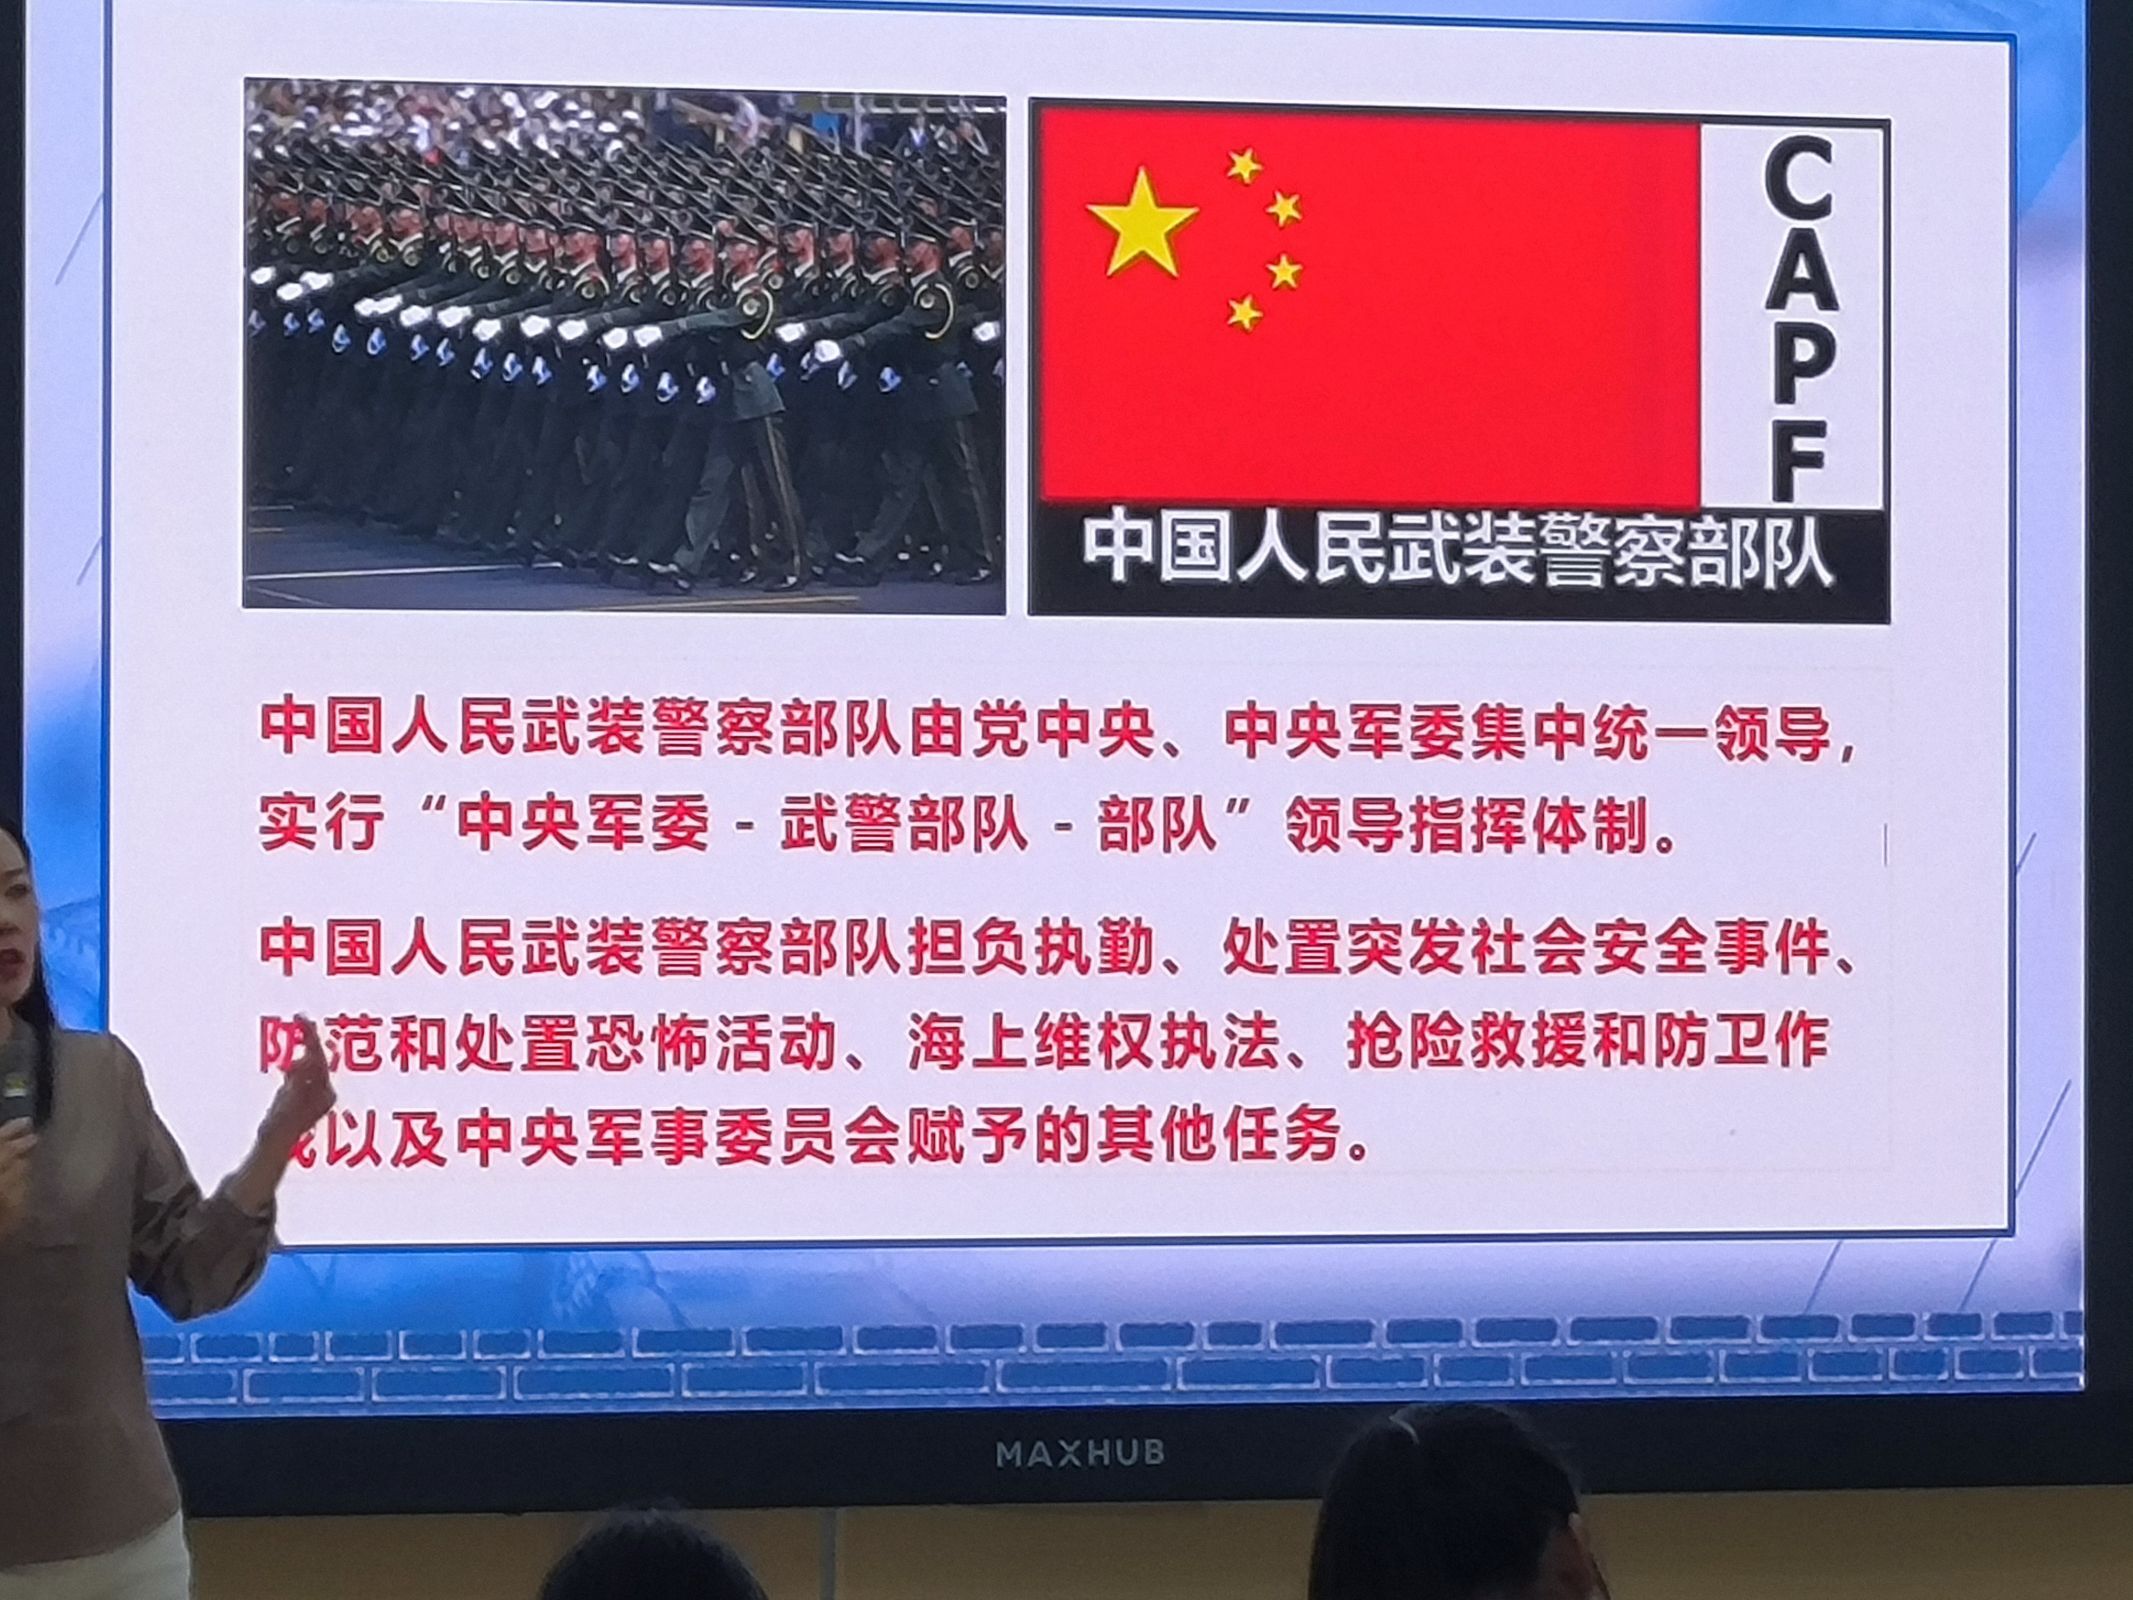 C
A
P
F
中国人民武装警察部队
中国人民武装警察部队由党中央、中央军委集中统一领导，
实行“中央军委-武警部队-部队”领导指挥体制。
中国人民武装警察部队担负执勤、处置突发社会安全事件、
防范和处置恐怖活动、海上维权执法、抢险救援和防卫作
战以及中央军事委员会赋予的其他任务。
MAXHUB